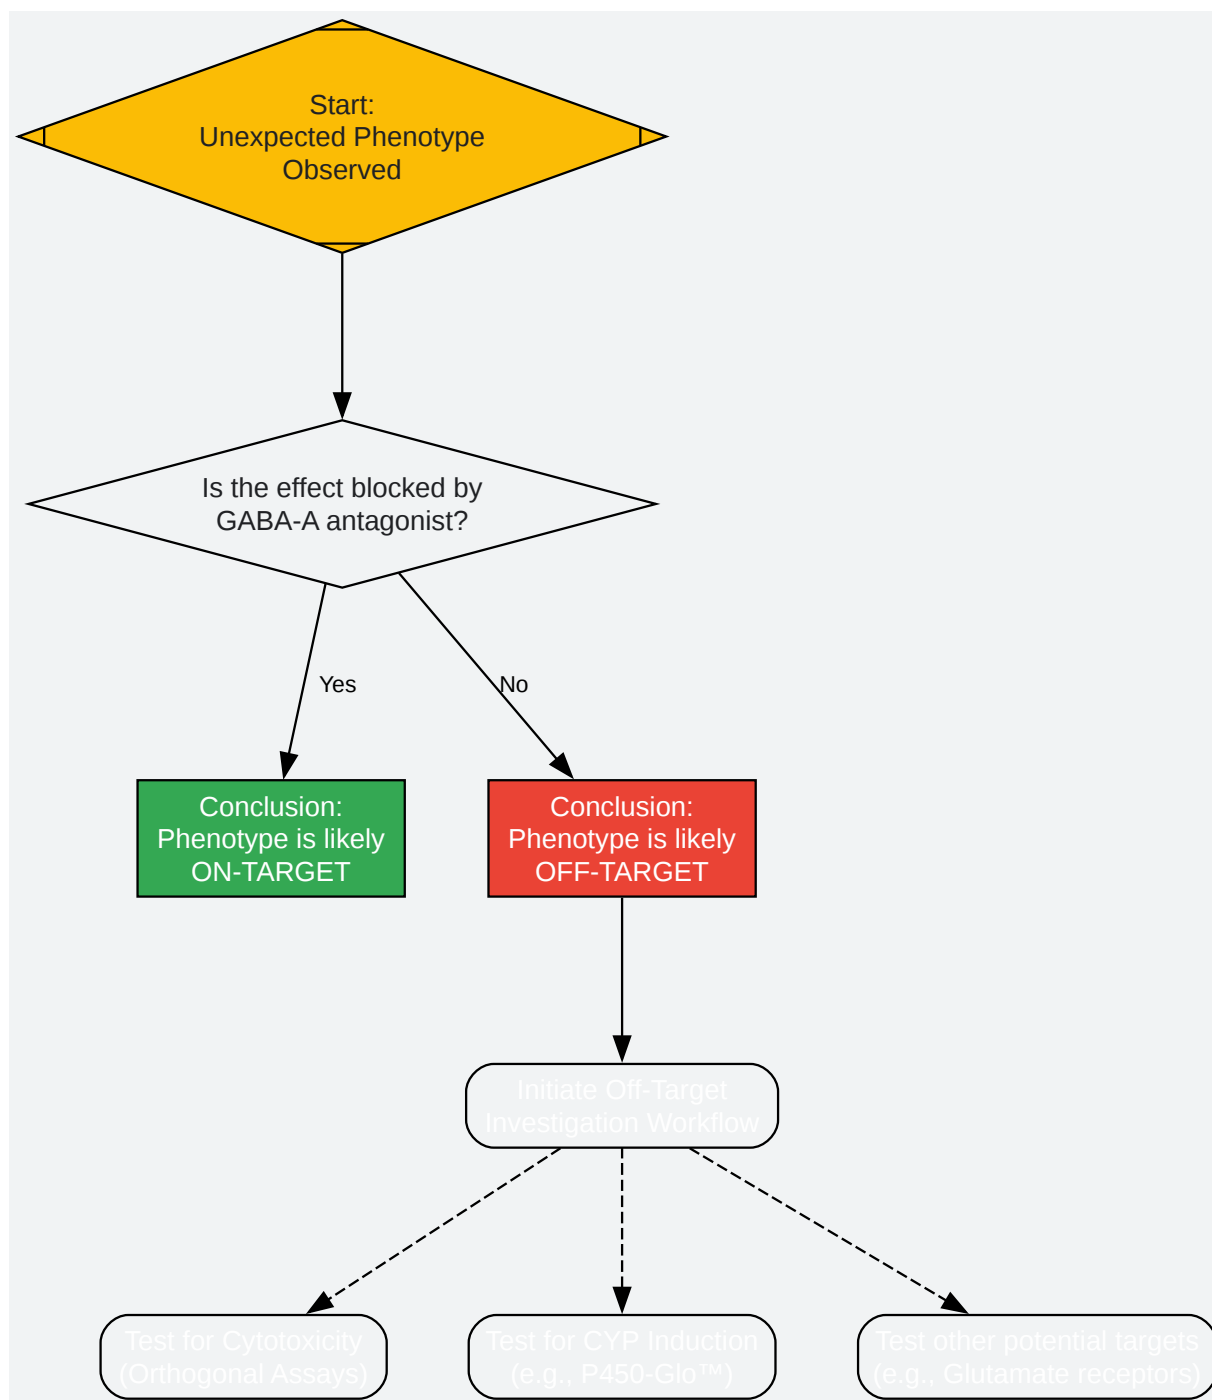 Start:
Unexpected Phenotype
Observed
Is the effect blocked by
GABA-A antagonist?
Yes
No
Conclusion:
Phenotype is likely
ON-TARGET
Conclusion:
Phenotype is likely
OFF-TARGET
Initiate Off-Target
Investigation Workflow
Test for Cytotoxicity
(Orthogonal Assays)
Test for CYP Induction
(e.g., P450-Glo™)
Test other potential targets
(e.g., Glutamate receptors)